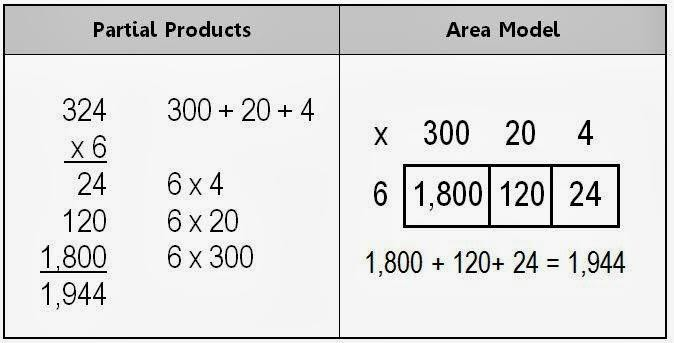 Partial Products
324 300 + 20 + 4
x 6
24 6 x 4
120 6 x 20
1,800 6 x 300
1,944
Area Model
x 300 20 4
6 1,800 120 24
1,800 + 120+ 24 = 1,944